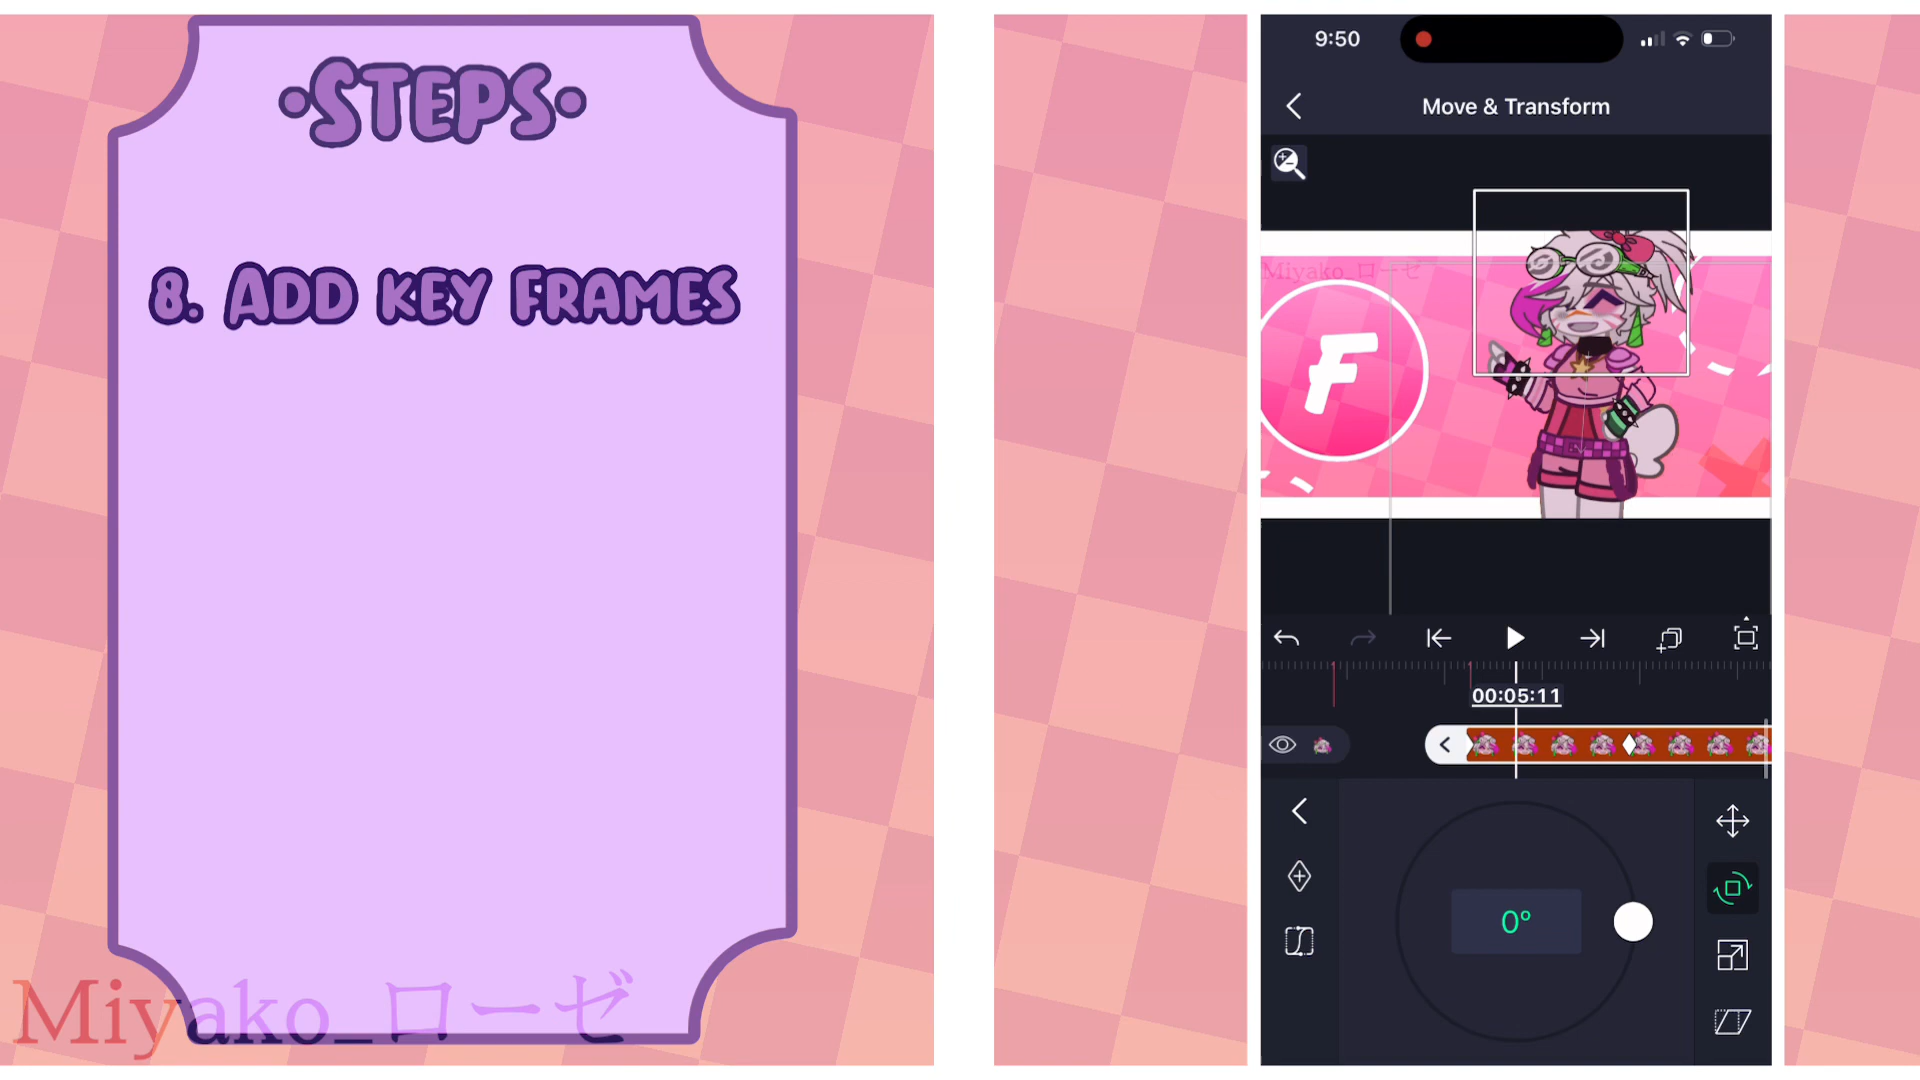 •STEPS•
8. ADD KEY FRAMES
Miyako_ローゼ
9:50
Move & Transform
Miyako_ローゼ
F
00:05:11
0°